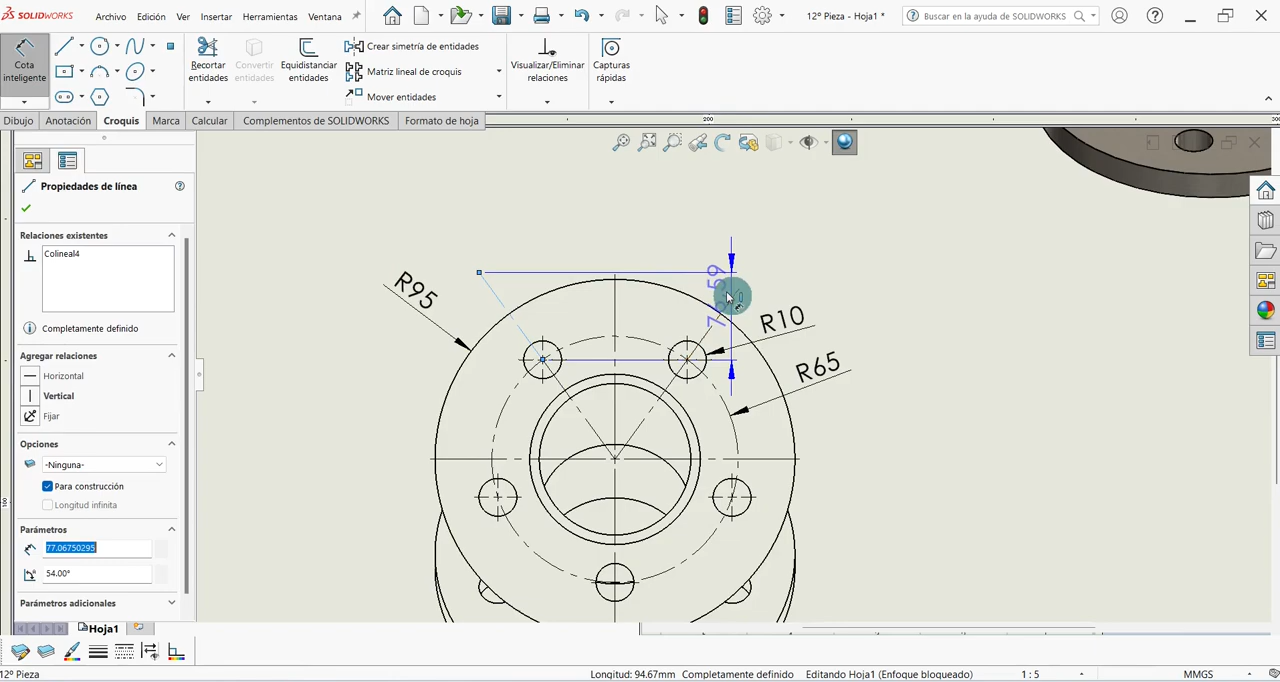 SOLIDWORKS
Archivo
Edición
Ver
Insertar
Herramientas
Ventana
12º Pieza - Hoja1 *
Buscar en la ayuda de SOLIDWORKS
Cota inteligente
Recortar entidades
Convertir entidades
Equidistanciar entidades
Crear simetría de entidades
Matriz lineal de croquis
Mover entidades
Visualizar/Eliminar relaciones
Capturas rápidas
Dibujo
Anotación
Croquis
Marca
Calcular
Complementos de SOLIDWORKS
Formato de hoja
200
Propiedades de línea
Relaciones existentes
Colineal4
Completamente definido
Agregar relaciones
Horizontal
Vertical
Fijar
Opciones
-Ninguna-
Para construcción
Longitud infinita
Parámetros
77.06750295
54.00°
Parámetros adicionales
R95
R10
R65
Hoja1
12º Pieza
Longitud: 94.67mm
Completamente definido
Editando Hoja1 (Enfoque bloqueado)
1 : 5
MMGS